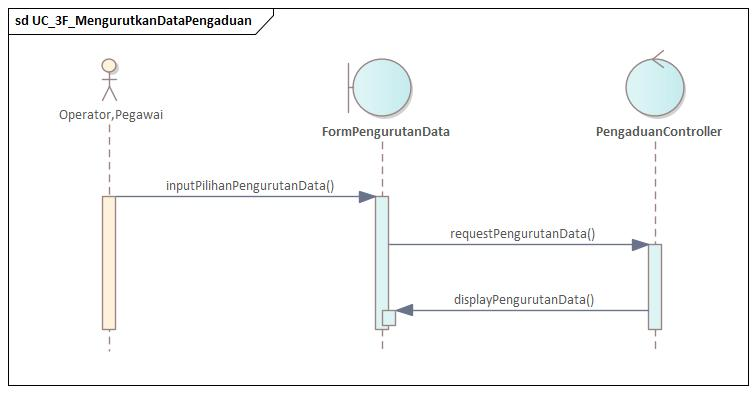 sd UC_3F_MengurutkanDataPengaduan
Operator,Pegawai
FormPengurutanData
PengaduanController
inputPilihanPengurutanData()
requestPengurutanData()
displayPengurutanData()